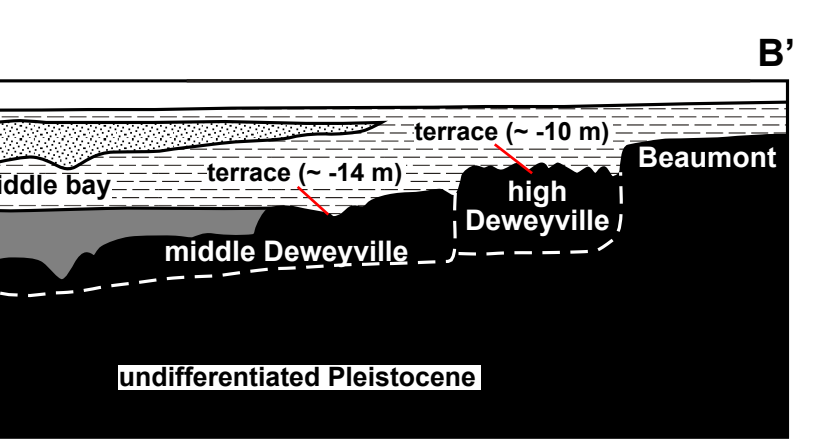 B’
terrace (~ -10 m)
Beaumont
terrace (~ -14 m)
iddle bay
high
Deweyville
middle Deweyville
undifferentiated Pleistocene